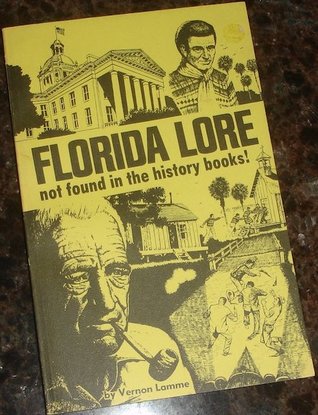 FLORIDA LORE
not found in the history books!
by Vernon Lamme